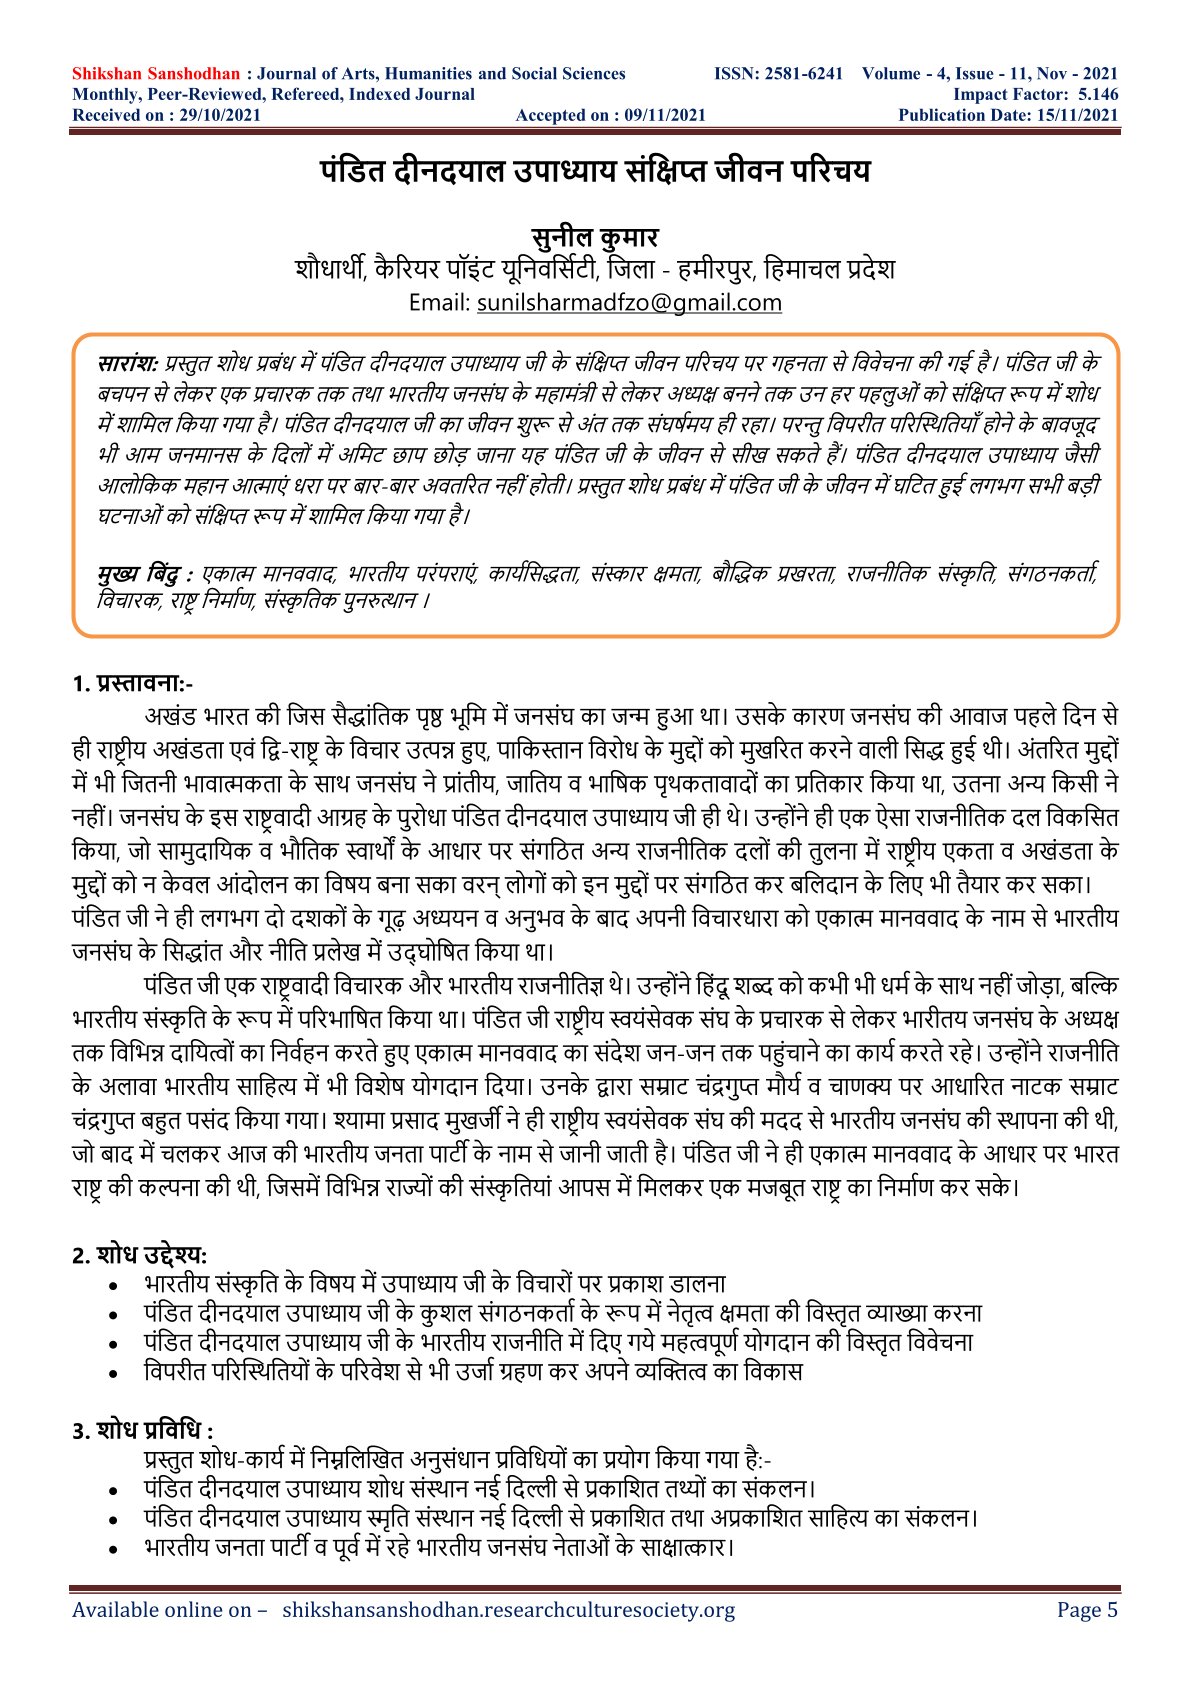 Shikshan Sanshodhan : Journal of Arts, Humanities and Social Sciences ISSN: 2581-6241 Volume - 4, Issue - 11, Nov - 2021
Monthly, Peer-Reviewed, Refereed, Indexed Journal Impact Factor: 5.146
Received on : 29/10/2021 Accepted on : 09/11/2021 Publication Date: 15/11/2021
पंडित दीनदयाल उपाध्याय संक्षिप्त जीवन परिचय
सुनील कुमार
शौधार्थी, कैरियर पॉइंट यूनिवर्सिटी, जिला - हमीरपुर, हिमाचल प्रदेश
Email: sunilsharmadfzo@gmail.com
सारांश: प्रस्तुत शोध प्रबंध में पंडित दीनदयाल उपाध्याय जी के संक्षिप्त जीवन परिचय पर गहनता से विवेचना की गई है। पंडित जी के
बचपन से लेकर एक प्रचारक तक तथा भारतीय जनसंघ के महामंत्री से लेकर अध्यक्ष बनने तक उन हर पहलुओं को संक्षिप्त रूप में शोध
में शामिल किया गया है। पंडित दीनदयाल जी का जीवन शुरू से अंत तक संघर्षमय ही रहा। परन्तु विपरीत परिस्थितियाँ होने के बावजूद
भी आम जनमानस के दिलों में अमिट छाप छोड़ जाना यह पंडित जी के जीवन से सीख सकते हैं। पंडित दीनदयाल उपाध्याय जैसी
आलोकिक महान आत्माएं धरा पर बार-बार अवतरित नहीं होती। प्रस्तुत शोध प्रबंध में पंडित जी के जीवन में घटित हुई लगभग सभी बड़ी
घटनाओं को संक्षिप्त रूप में शामिल किया गया है।
मुख्य बिंदु : एकात्म मानववाद, भारतीय परंपराएं, कार्यसिद्धता, संस्कार क्षमता, बौद्धिक प्रखरता, राजनीतिक संस्कृति, संगठनकर्ता,
विचारक, राष्ट्र निर्माण, संस्कृतिक पुनरुत्थान ।
1. प्रस्तावना:-
अखंड भारत की जिस सैद्धांतिक पृष्ठ भूमि में जनसंघ का जन्म हुआ था। उसके कारण जनसंघ की आवाज पहले दिन से
ही राष्ट्रीय अखंडता एवं द्वि-राष्ट्र के विचार उत्पन्न हुए, पाकिस्तान विरोध के मुद्दों को मुखरित करने वाली सिद्ध हुई थी। अंतरित मुद्दों
में भी जितनी भावात्मकता के साथ जनसंघ ने प्रांतीय, जातिय व भाषिक पृथकतावादों का प्रतिकार किया था, उतना अन्य किसी ने
नहीं। जनसंघ के इस राष्ट्रवादी आग्रह के पुरोधा पंडित दीनदयाल उपाध्याय जी ही थे। उन्होंने ही एक ऐसा राजनीतिक दल विकसित
किया, जो सामुदायिक व भौतिक स्वार्थों के आधार पर संगठित अन्य राजनीतिक दलों की तुलना में राष्ट्रीय एकता व अखंडता के
मुद्दों को न केवल आंदोलन का विषय बना सका वरन् लोगों को इन मुद्दों पर संगठित कर बलिदान के लिए भी तैयार कर सका।
पंडित जी ने ही लगभग दो दशकों के गूढ़ अध्ययन व अनुभव के बाद अपनी विचारधारा को एकात्म मानववाद के नाम से भारतीय
जनसंघ के सिद्धांत और नीति प्रलेख में उद्घोषित किया था।
पंडित जी एक राष्ट्रवादी विचारक और भारतीय राजनीतिज्ञ थे। उन्होंने हिंदू शब्द को कभी भी धर्म के साथ नहीं जोड़ा, बल्कि
भारतीय संस्कृति के रूप में परिभाषित किया था। पंडित जी राष्ट्रीय स्वयंसेवक संघ के प्रचारक से लेकर भारीतय जनसंघ के अध्यक्ष
तक विभिन्न दायित्वों का निर्वहन करते हुए एकात्म मानववाद का संदेश जन-जन तक पहुंचाने का कार्य करते रहे। उन्होंने राजनीति
के अलावा भारतीय साहित्य में भी विशेष योगदान दिया। उनके द्वारा सम्राट चंद्रगुप्त मौर्य व चाणक्य पर आधारित नाटक सम्राट
चंद्रगुप्त बहुत पसंद किया गया। श्यामा प्रसाद मुखर्जी ने ही राष्ट्रीय स्वयंसेवक संघ की मदद से भारतीय जनसंघ की स्थापना की थी,
जो बाद में चलकर आज की भारतीय जनता पार्टी के नाम से जानी जाती है। पंडित जी ने ही एकात्म मानववाद के आधार पर भारत
राष्ट्र की कल्पना की थी, जिसमें विभिन्न राज्यों की संस्कृतियां आपस में मिलकर एक मजबूत राष्ट्र का निर्माण कर सके।
2. शोध उद्देश्य:
• भारतीय संस्कृति के विषय में उपाध्याय जी के विचारों पर प्रकाश डालना
• पंडित दीनदयाल उपाध्याय जी के कुशल संगठनकर्ता के रूप में नेतृत्व क्षमता की विस्तृत व्याख्या करना
• पंडित दीनदयाल उपाध्याय जी के भारतीय राजनीति में दिए गये महत्वपूर्ण योगदान की विस्तृत विवेचना
• विपरीत परिस्थितियों के परिवेश से भी उर्जा ग्रहण कर अपने व्यक्तित्व का विकास
3. शोध प्रविधि :
प्रस्तुत शोध-कार्य में निम्नलिखित अनुसंधान प्रविधियों का प्रयोग किया गया है:-
• पंडित दीनदयाल उपाध्याय शोध संस्थान नई दिल्ली से प्रकाशित तथ्यों का संकलन।
• पंडित दीनदयाल उपाध्याय स्मृति संस्थान नई दिल्ली से प्रकाशित तथा अप्रकाशित साहित्य का संकलन।
• भारतीय जनता पार्टी व पूर्व में रहे भारतीय जनसंघ नेताओं के साक्षात्कार।
Available online on – shikshansanshodhan.researchculturesociety.org Page 5